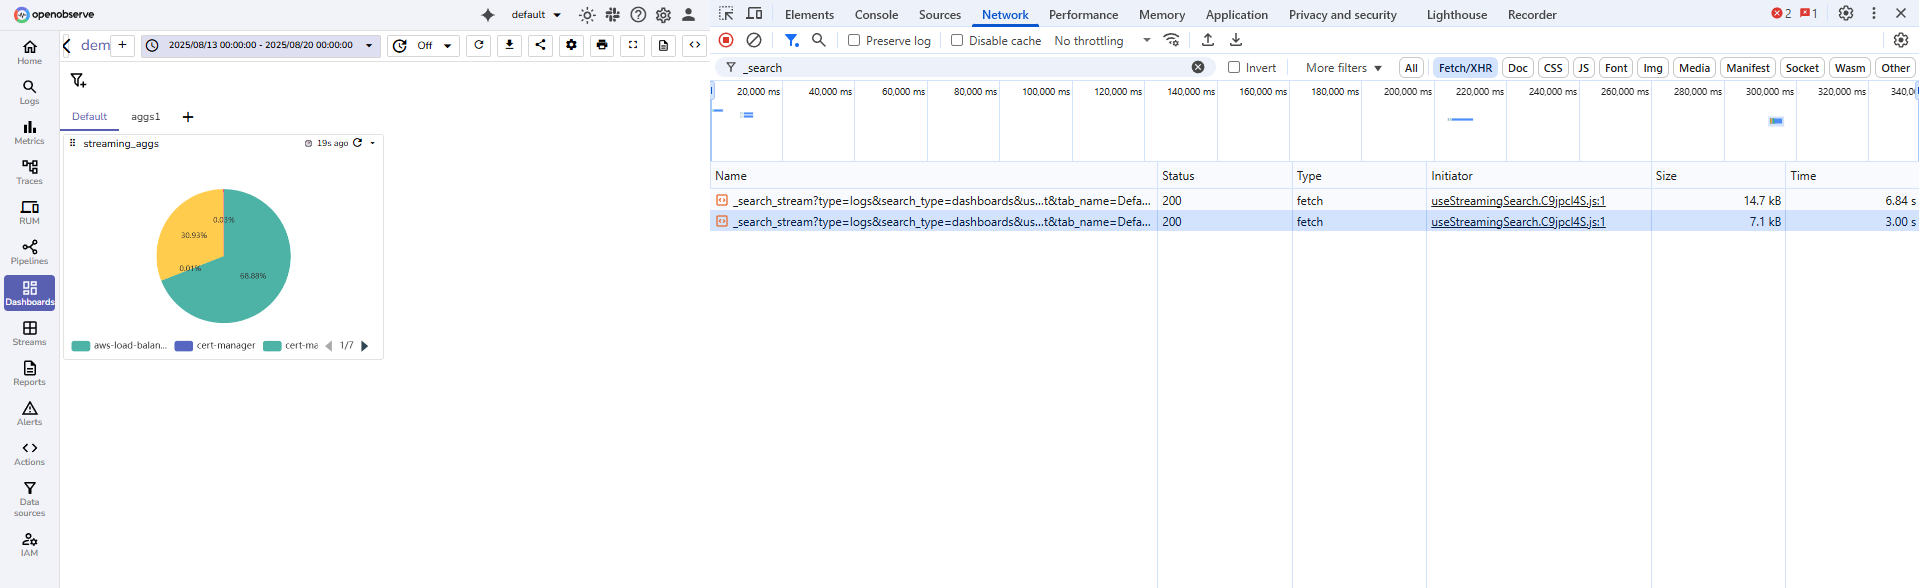 openobserve
default
Elements Console Sources Network Performance Memory Application Privacy and security Lighthouse Recorder 2 1
dem + 2025/08/13 00:00:00 - 2025/08/20 00:00:00 Off
Preserve log Disable cache No throttling
_search Invert More filters All Fetch/XHR Doc CSS JS Font Img Media Manifest Socket Wasm Other
20,000 ms 40,000 ms 60,000 ms 80,000 ms 100,000 ms 120,000 ms 140,000 ms 160,000 ms 180,000 ms 200,000 ms 220,000 ms 240,000 ms 260,000 ms 280,000 ms 300,000 ms 320,000 ms 340,0
Name Status Type Initiator Size Time
_search_stream?type=logs&search_type=dashboards&us...t&tab_name=Defa... 200 fetch useStreamingSearch.C9jpcI4S.js:1 14.7 kB 6.84 s
_search_stream?type=logs&search_type=dashboards&us...t&tab_name=Defa... 200 fetch useStreamingSearch.C9jpcI4S.js:1 7.1 kB 3.00 s
Home
Logs
Metrics
Traces
RUM
Pipelines
Dashboards
Streams
Reports
Alerts
Actions
Data
sources
IAM
Default aggs1 +
streaming_aggs 19s ago
0.03%
30.93%
0.01%
68.88%
aws-load-balan... cert-manager cert-ma 1/7